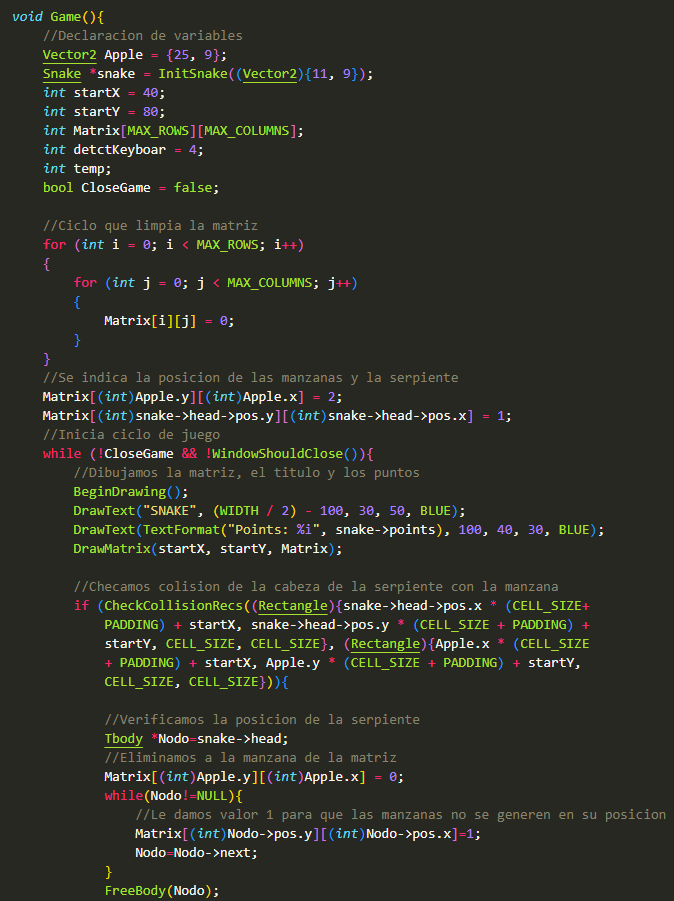 void Game(){
//Declaracion de variables
Vector2 Apple = {25, 9};
Snake *snake = InitSnake((Vector2){11, 9});
int startX = 40;
int startY = 80;
int Matrix[MAX_ROWS][MAX_COLUMNS];
int detctKeyboar = 4;
int temp;
bool CloseGame = false;
//Ciclo que limpia la matriz
for (int i = 0; i < MAX_ROWS; i++)
{
for (int j = 0; j < MAX_COLUMNS; j++)
{
Matrix[i][j] = 0;
}
}
//Se indica la posicion de las manzanas y la serpiente
Matrix[(int)Apple.y][(int)Apple.x] = 2;
Matrix[(int)snake->head->pos.y][(int)snake->head->pos.x] = 1;
//Inicia ciclo de juego
while (!CloseGame && !WindowShouldClose()){
//Dibujamos la matriz, el titulo y los puntos
BeginDrawing();
DrawText("SNAKE", (WIDTH / 2) - 100, 30, 50, BLUE);
DrawText(TextFormat("Points: %i", snake->points), 100, 40, 30, BLUE);
DrawMatrix(startX, startY, Matrix);
//Checamos colision de la cabeza de la serpiente con la manzana
if (CheckCollisionRecs((Rectangle){snake->head->pos.x * (CELL_SIZE+
PADDING) + startX, snake->head->pos.y * (CELL_SIZE + PADDING) +
startY, CELL_SIZE, CELL_SIZE}, (Rectangle){Apple.x * (CELL_SIZE
+ PADDING) + startX, Apple.y * (CELL_SIZE + PADDING) + startY,
CELL_SIZE, CELL_SIZE})){
//Verificamos la posicion de la serpiente
Tbody *Nodo=snake->head;
//Eliminamos a la manzana de la matriz
Matrix[(int)Apple.y][(int)Apple.x] = 0;
while(Nodo!=NULL){
//Le damos valor 1 para que las manzanas no se generen en su posicion
Matrix[(int)Nodo->pos.y][(int)Nodo->pos.x]=1;
Nodo=Nodo->next;
}
FreeBody(Nodo);